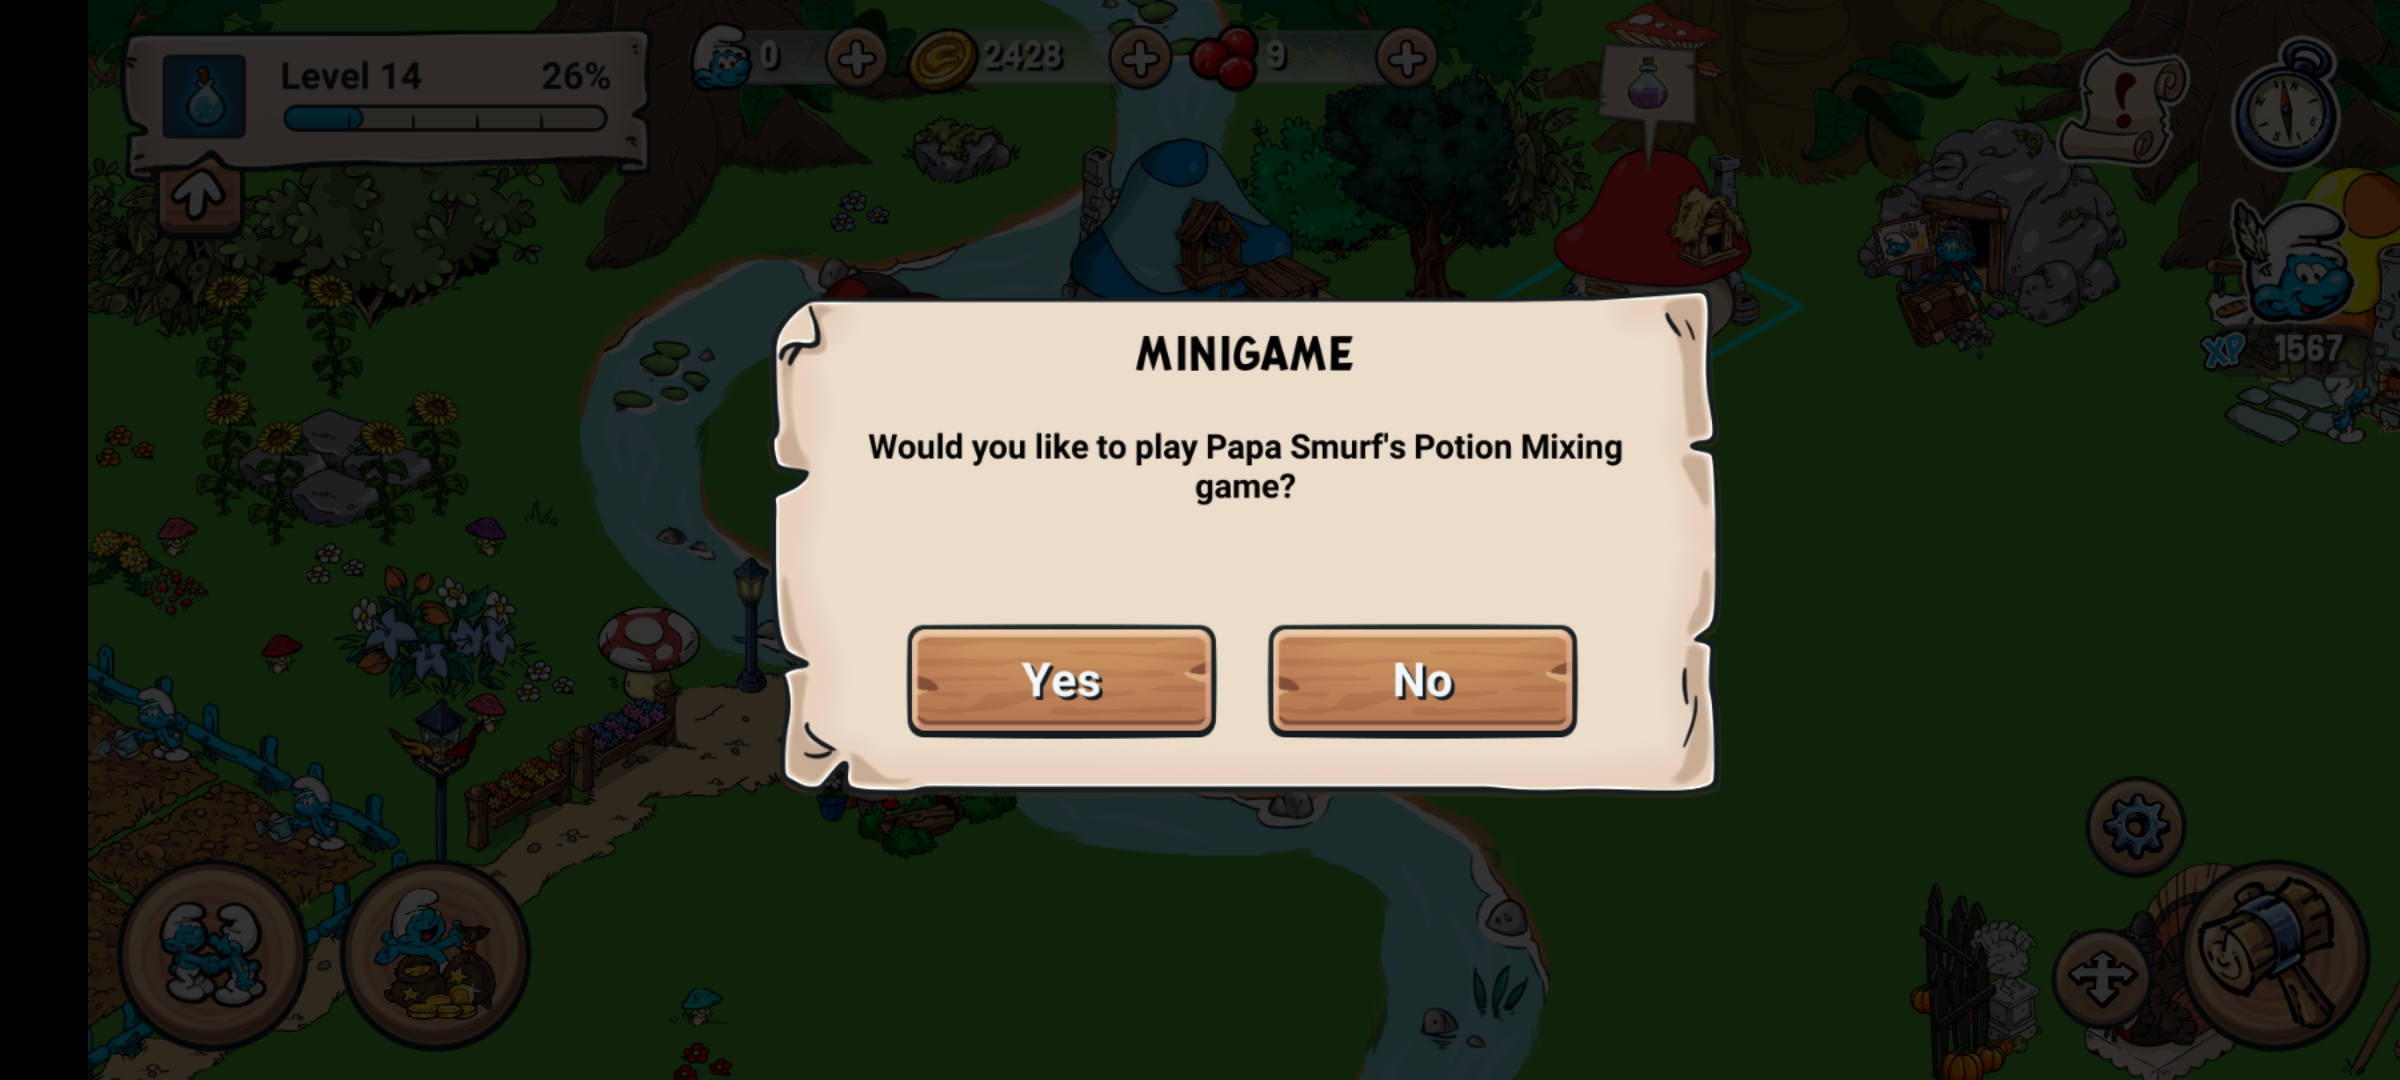 Level 14 26%
0
2428
9
XP 1567
MINIGAME
Would you like to play Papa Smurf's Potion Mixing
game?
Yes
No